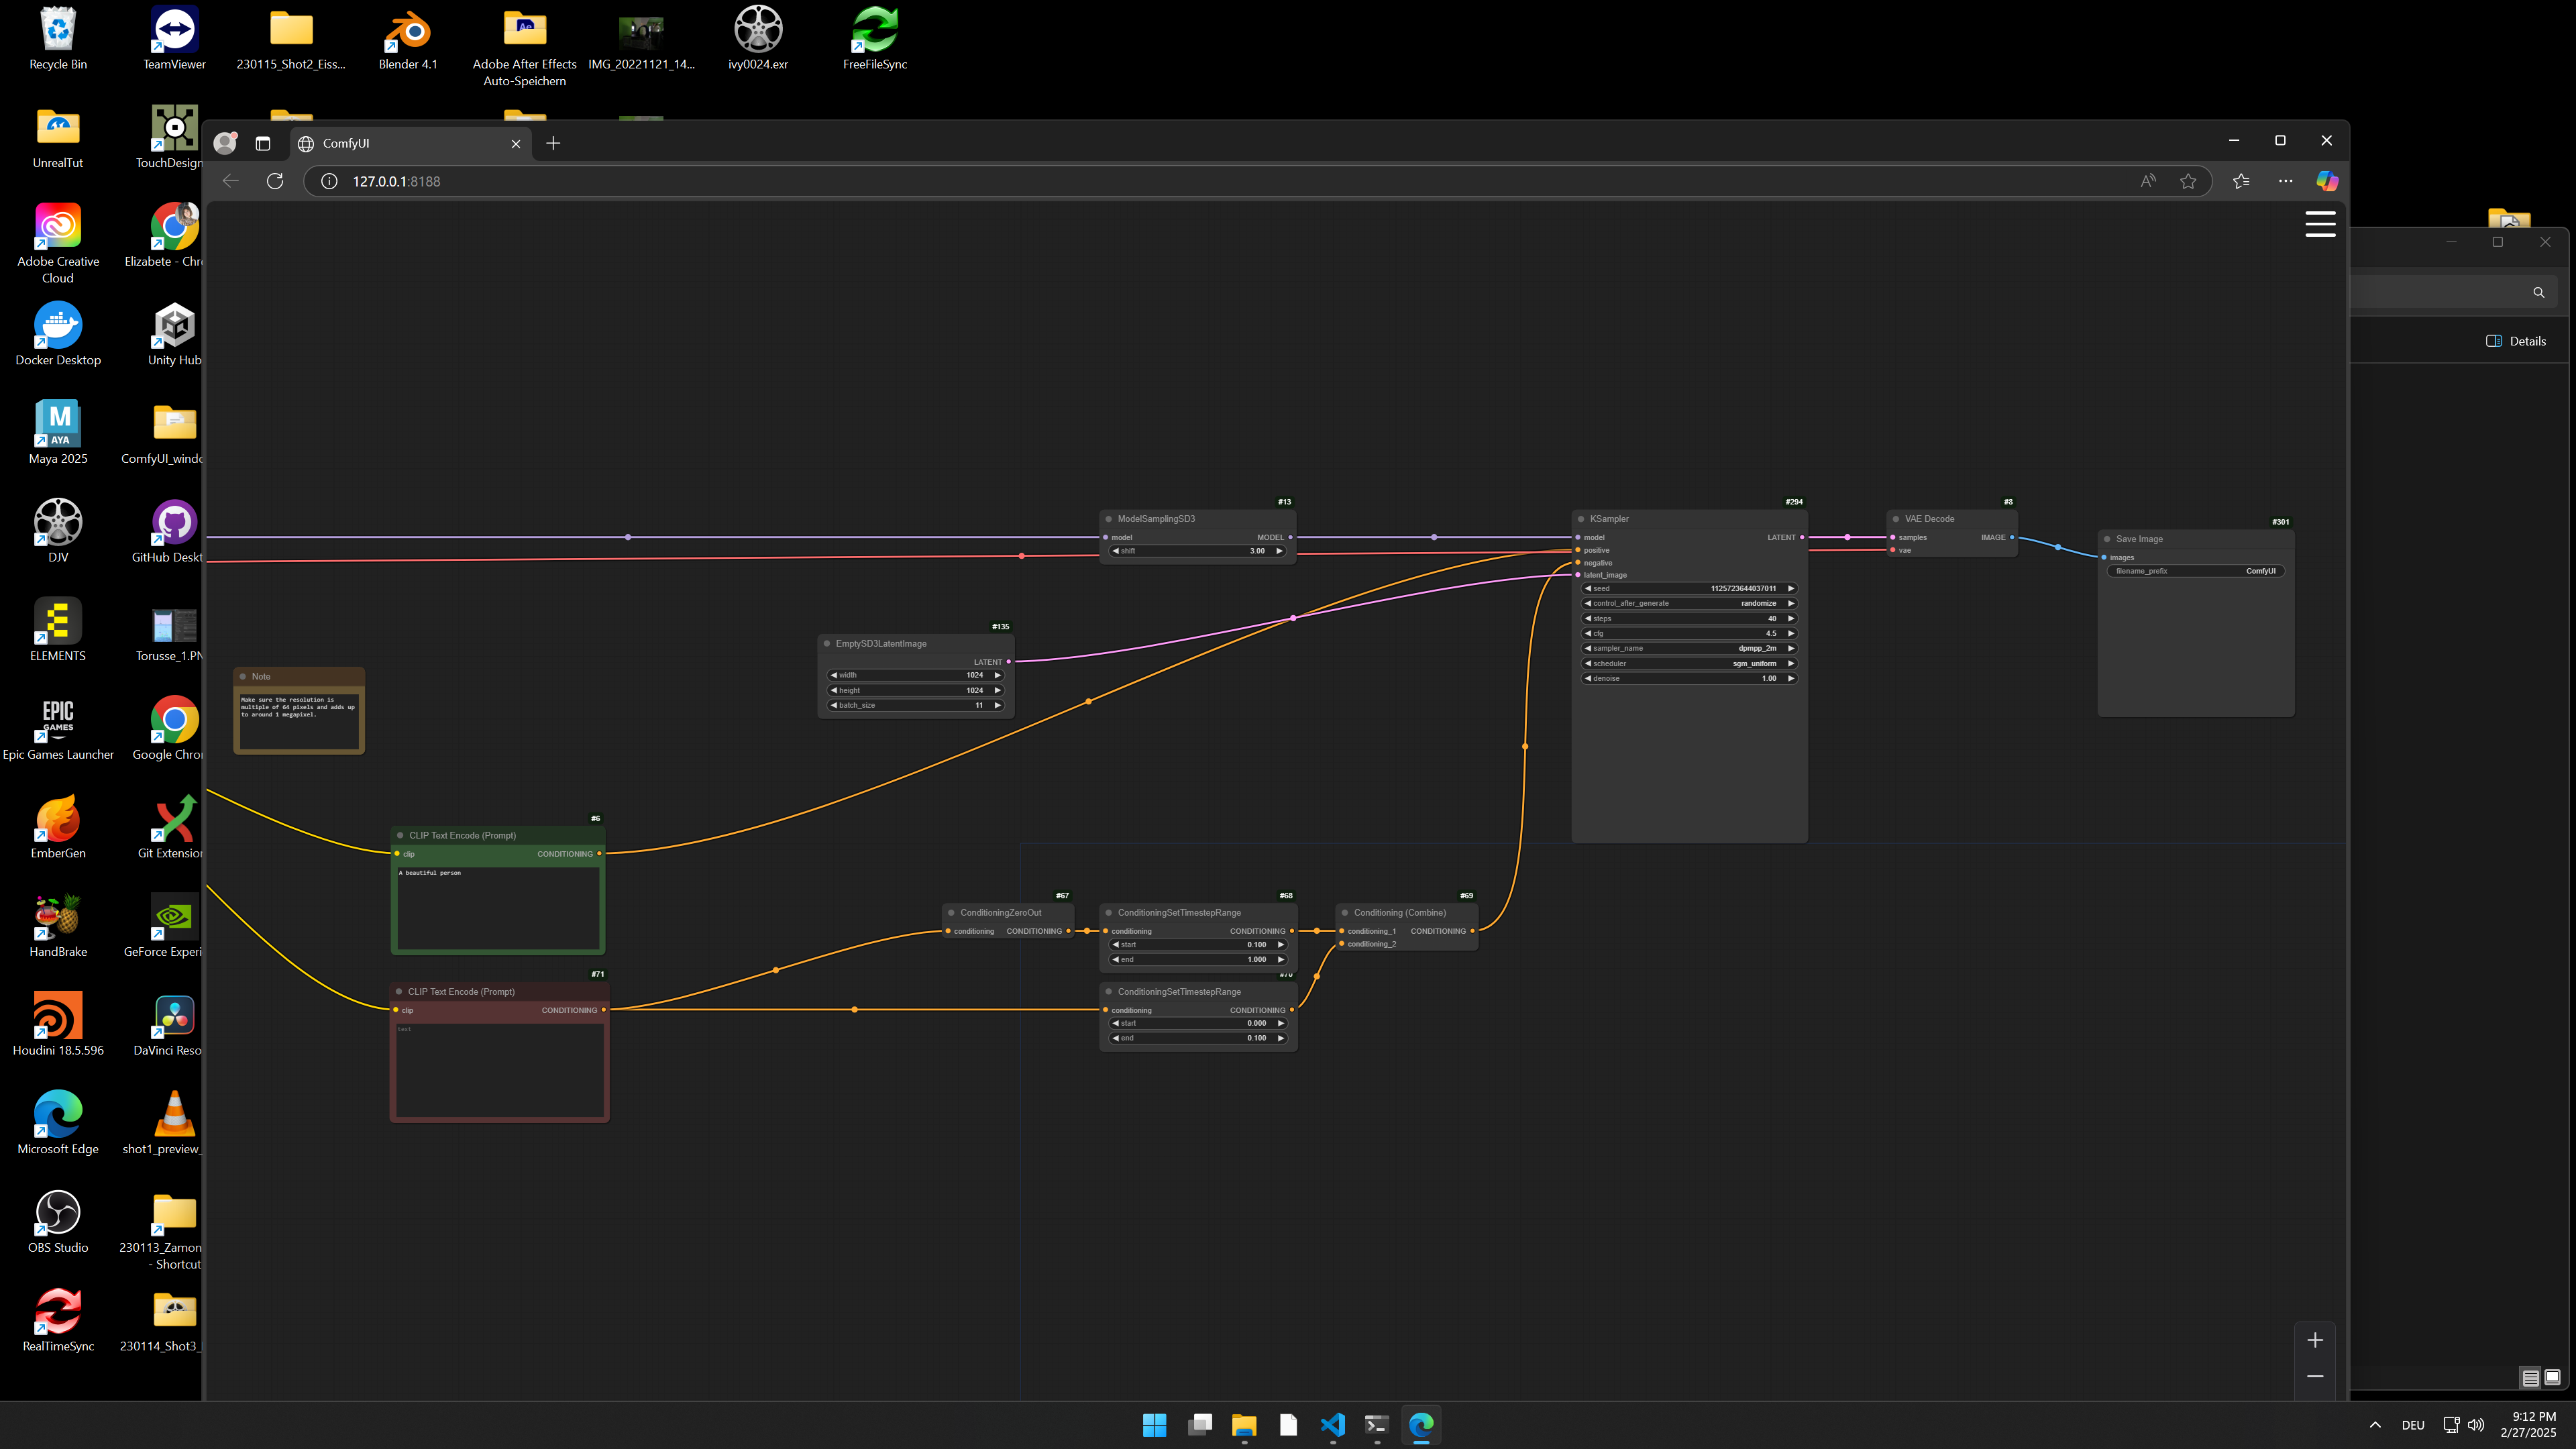 Recycle Bin
TeamViewer
230115_Shot2_Eiss...
Blender 4.1
Adobe After Effects
Auto-Speichern
IMG_20221121_14...
ivy0024.exr
FreeFileSync
UnrealTut
TouchDesign
ComfyUI
127.0.0.1:8188
Adobe Creative
Cloud
Elizabete - Chr
Docker Desktop
Unity Hub
Details
Maya 2025
ComfyUI_windo
DJV
GitHub Deskt
#13
ModelSamplingSD3
model MODEL
shift 3.00
#294
KSampler
model LATENT
positive
negative
latent_image
seed 1125723644037011
control_after_generate randomize
steps 40
cfg 4.5
sampler_name dpmpp_2m
scheduler sgm_uniform
denoise 1.00
#8
VAE Decode
samples IMAGE
vae
#301
Save Image
images
filename_prefix ComfyUI
ELEMENTS
Torusse_1.PN
#135
EmptySD3LatentImage
LATENT
width 1024
height 1024
batch_size 11
Note
Make sure the resolution is
multiple of 64 pixels and adds up
to around 1 megapixel.
EPIC
GAMES
Epic Games Launcher
Google Chro
EmberGen
Git Extension
#6
CLIP Text Encode (Prompt)
clip CONDITIONING
A beautiful person
HandBrake
GeForce Experi
#67
ConditioningZeroOut
conditioning CONDITIONING
#68
ConditioningSetTimestepRange
conditioning CONDITIONING
start 0.100
end 1.000
#69
Conditioning (Combine)
conditioning_1 CONDITIONING
conditioning_2
#71
CLIP Text Encode (Prompt)
clip CONDITIONING
text
#70
ConditioningSetTimestepRange
conditioning CONDITIONING
start 0.000
end 0.100
Houdini 18.5.596
DaVinci Reso
Microsoft Edge
shot1_preview_
OBS Studio
230113_Zamon
- Shortcut
RealTimeSync
230114_Shot3_
M
AYA
Ae
DEU
9:12 PM
2/27/2025